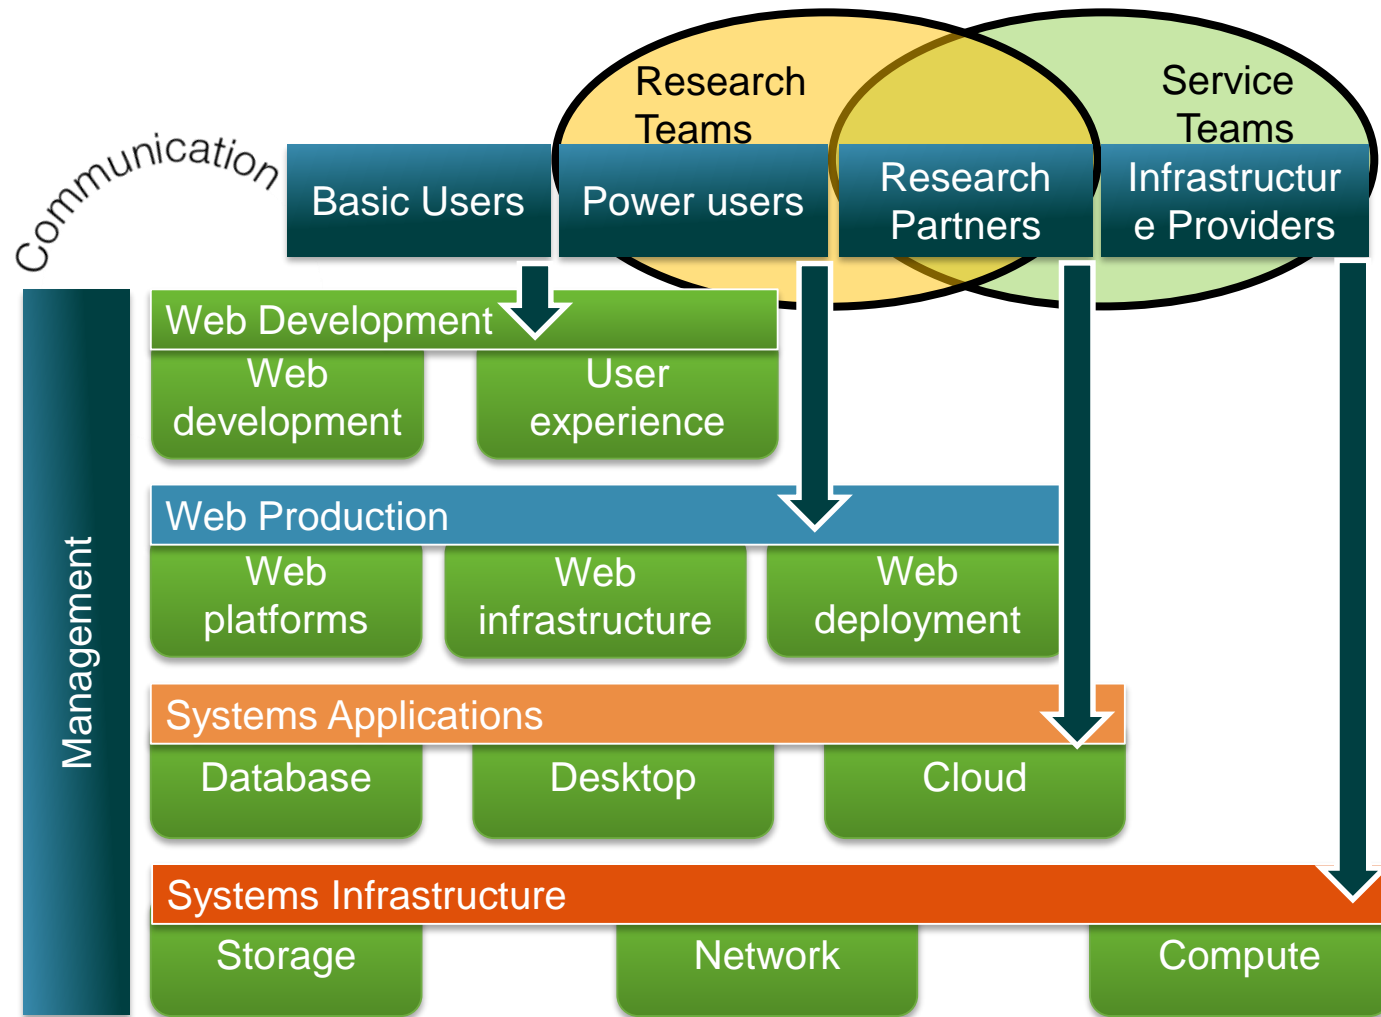 Research
Teams
Service
Teams
Communication
Basic Users
Power users
Research
Partners
Infrastructur
e Providers
Management
Web Development
Web
development
User
experience
Web Production
Web
platforms
Web
infrastructure
Web
deployment
Systems Applications
Database
Desktop
Cloud
Systems Infrastructure
Storage
Network
Compute